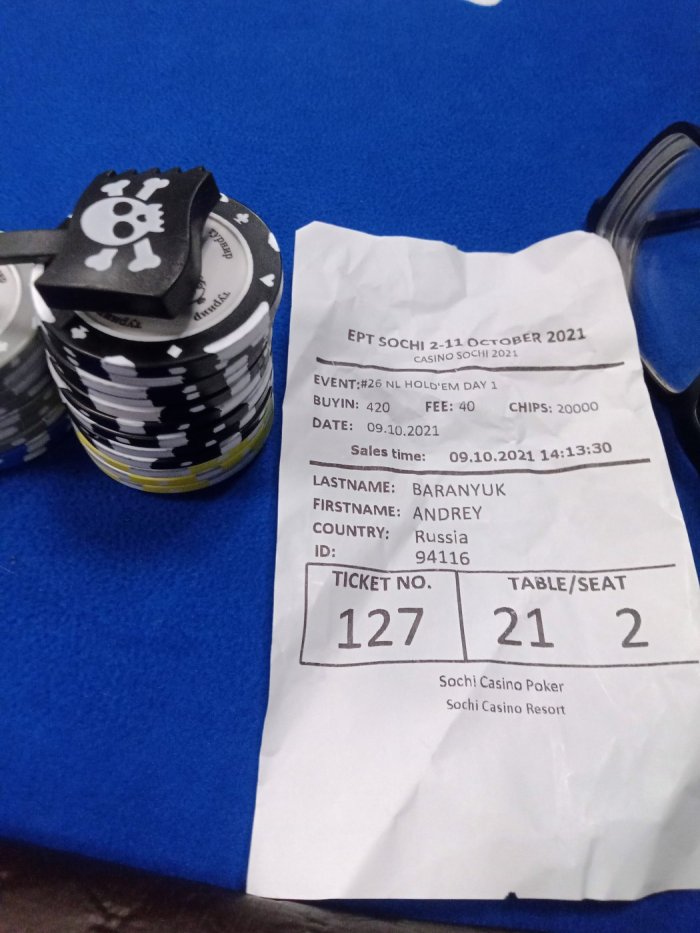 турнир
турнир
EPT SOCHI 2-11 OCTOBER 2021
CASINO SOCHI 2021
EVENT:#26 NL HOLD'EM DAY 1
BUYIN: 420 FEE: 40 CHIPS: 20000
DATE: 09.10.2021
Sales time: 09.10.2021 14:13:30
LASTNAME: BARANYUK
FIRSTNAME: ANDREY
COUNTRY: Russia
ID: 94116
TICKET NO. TABLE/SEAT
127 21 2
Sochi Casino Poker
Sochi Casino Resort